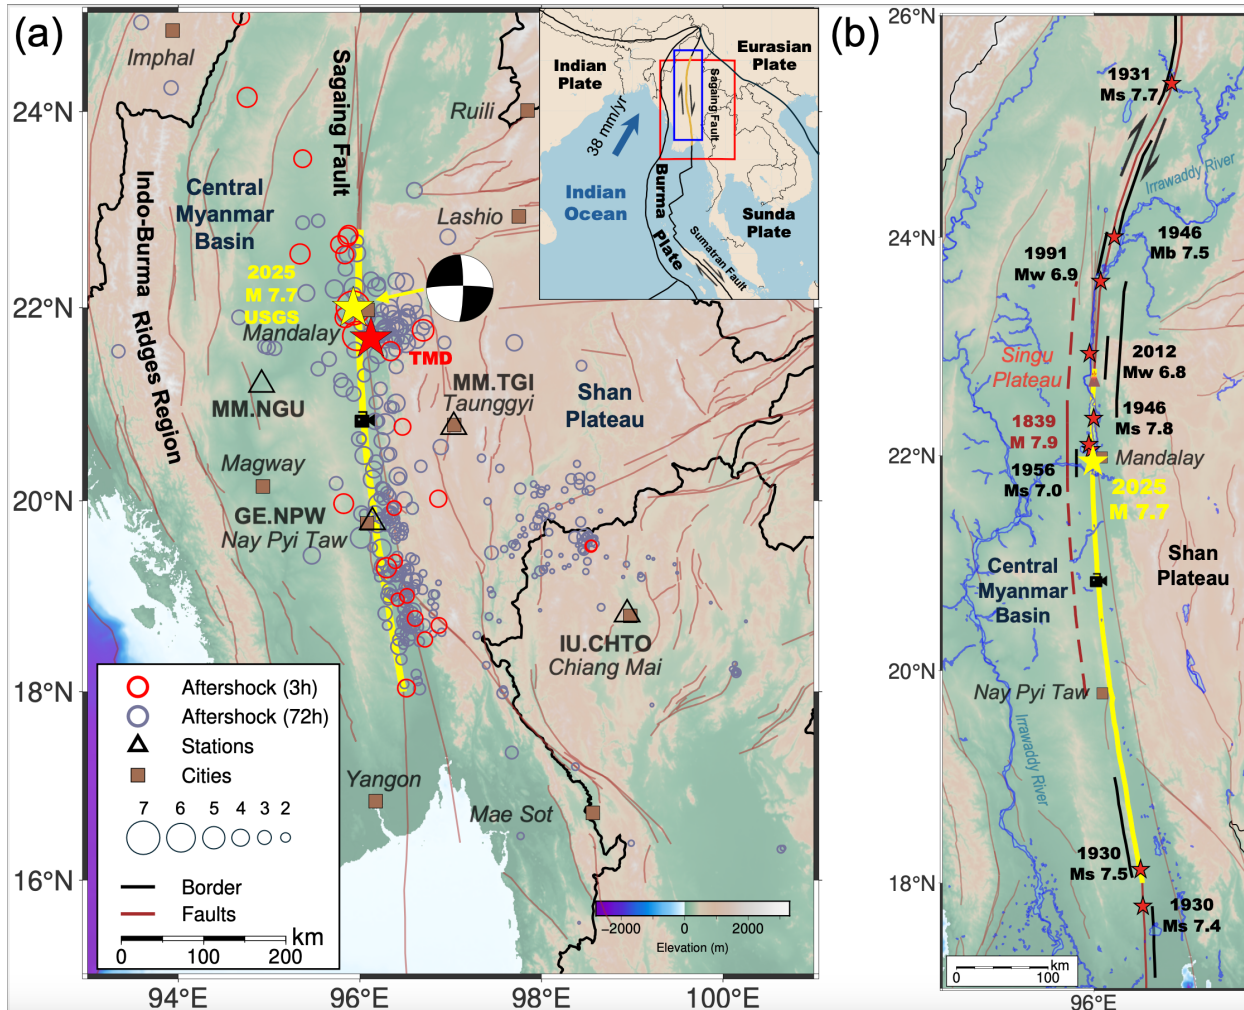 (a)
Imphal
24°N
22°N
20°N
18°N
16°N
94°E
96°E
98°E
100°E
Sagaing Fault
Ruili
Central
Myanmar
Basin
Indo-Burma Ridges Region
Lashio
2025
M 7.7
USGS
Mandalay
TMD
MM.NGU
MM.TGI
Taunggyi
Shan
Plateau
Magway
GE.NPW
Nay Pyi Taw
IU.CHTO
Chiang Mai
Yangon
Mae Sot
Aftershock (3h)
Aftershock (72h)
Stations
Cities
7 6 5 4 3 2
Border
Faults
km
0 100 200
−2000 0 2000
Elevation (m)
Indian
Plate
Eurasian
Plate
38 mm/yr
Sagaing Fault
Indian
Ocean
Burma Plate
Sunda
Plate
Sumatran Fault
(b)
26°N
24°N
22°N
20°N
18°N
96°E
1931
Ms 7.7
Irrawaddy River
1946
Mb 7.5
1991
Mw 6.9
Singu
Plateau
2012
Mw 6.8
1839
M 7.9
1946
Ms 7.8
1956
Ms 7.0
Mandalay
2025
M 7.7
Central
Myanmar
Basin
Shan
Plateau
Nay Pyi Taw
Irrawaddy River
1930
Ms 7.5
1930
Ms 7.4
km
0 100